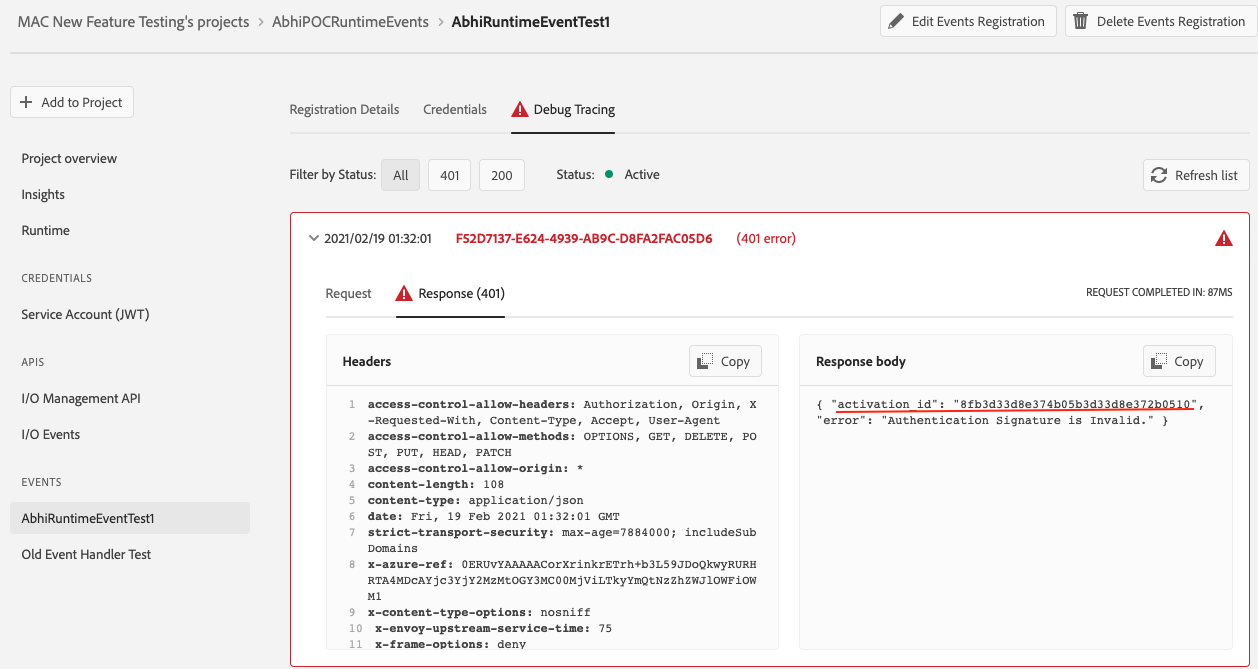 MAC New Feature Testing's projects > AbhiPOCRuntimeEvents > AbhiRuntimeEventTest1
Edit Events Registration
Delete Events Registration
+ Add to Project
Project overview
Insights
Runtime
CREDENTIALS
Service Account (JWT)
APIS
I/O Management API
I/O Events
EVENTS
AbhiRuntimeEventTest1
Old Event Handler Test
Registration Details
Credentials
Debug Tracing
Filter by Status: All 401 200 Status: Active
Refresh list
2021/02/19 01:32:01 F52D7137-E624-4939-AB9C-D8FA2FAC05D6 (401 error)
Request
Response (401)
REQUEST COMPLETED IN: 87MS
Headers
Copy
1 access-control-allow-headers: Authorization, Origin, X
-Requested-With, Content-Type, Accept, User-Agent
2 access-control-allow-methods: OPTIONS, GET, DELETE, PO
ST, PUT, HEAD, PATCH
3 access-control-allow-origin: *
4 content-length: 108
5 content-type: application/json
6 date: Fri, 19 Feb 2021 01:32:01 GMT
7 strict-transport-security: max-age=7884000; includeSub
Domains
8 x-azure-ref: 0ERUvYAAAAACorXrinkrETrh+b3L59JDoQkwyRURH
RTA4MDcAYjc3YjY2MzMtOGY3MC00MjViLTkyYmQtNzZhZWJlOWFiOW
M1
9 x-content-type-options: nosniff
10 x-envoy-upstream-service-time: 75
11 x-frame-options: deny
Response body
Copy
{ "activation_id": "8fb3d33d8e374b05b3d33d8e372b0510",
"error": "Authentication Signature is Invalid." }